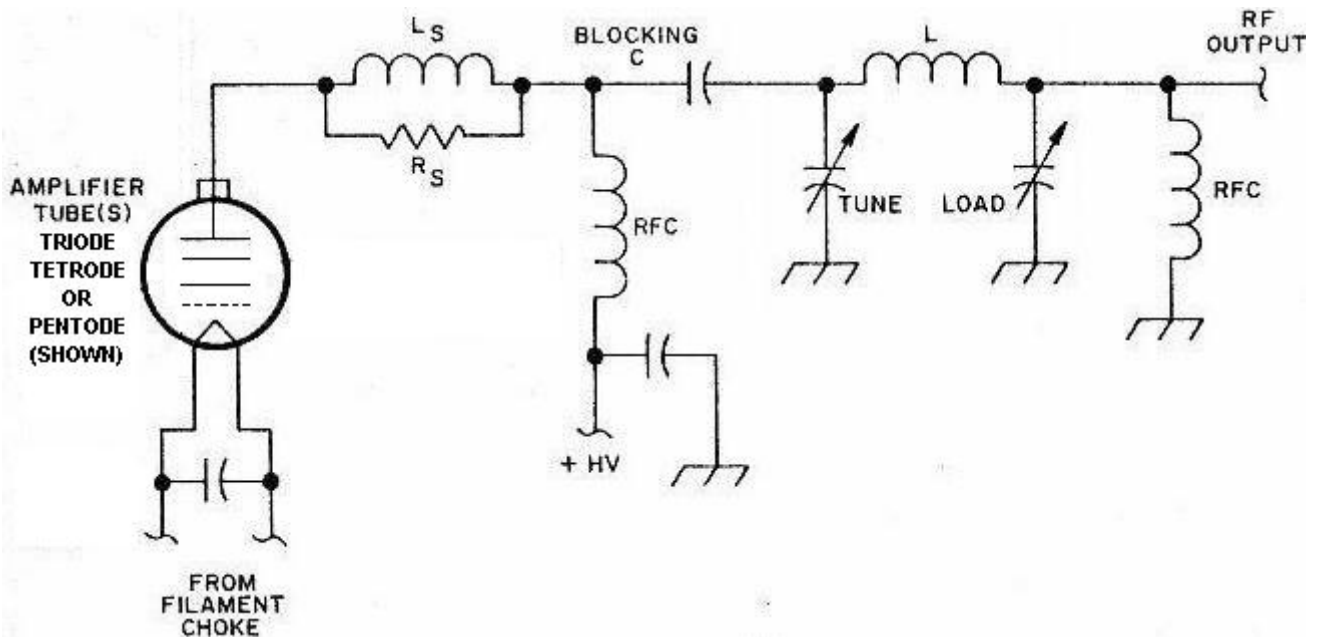 L S
BLOCKING
C
L
RF
OUTPUT
R S
AMPLIFIER
TUBE(S)
TRIODE
TETRODE
OR
PENTODE
(SHOWN)
RFC
TUNE
LOAD
RFC
+ HV
FROM
FILAMENT
CHOKE